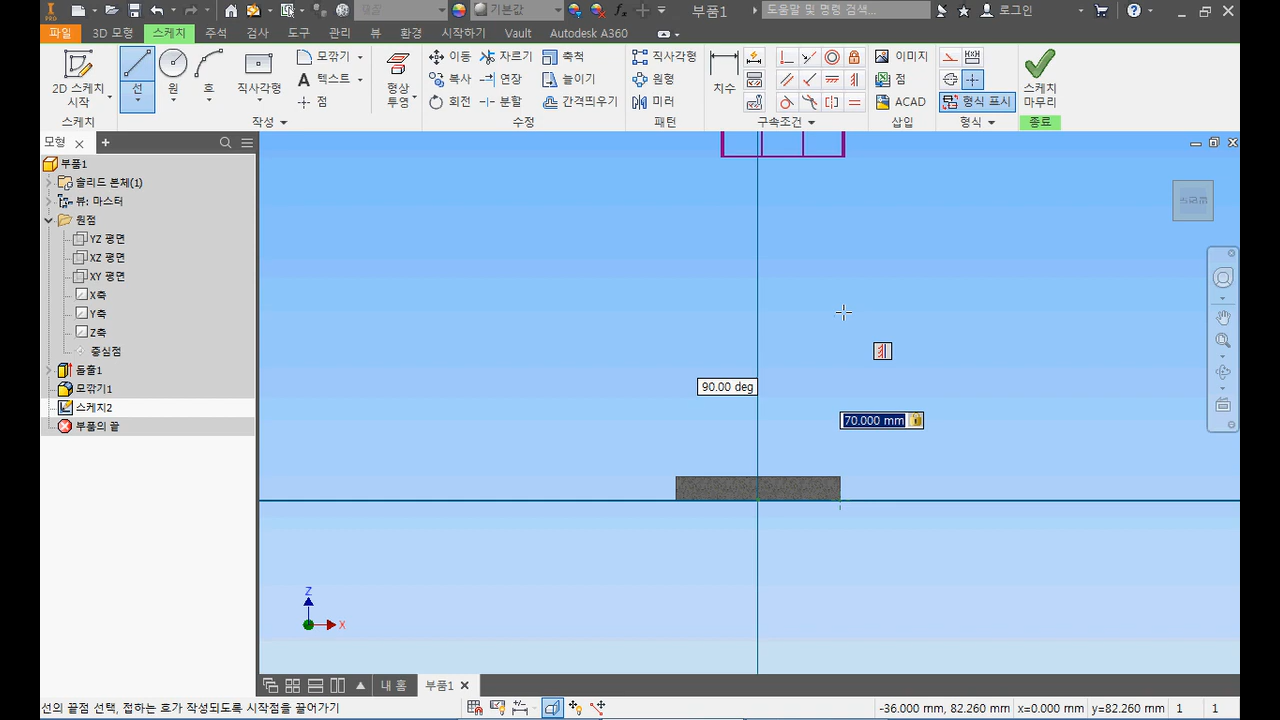 I PRO
재질
기본값
부품1
도움말 및 명령 검색...
로그인
파일 3D 모형 스케치 주석 검사 도구 관리 뷰 환경 시작하기 Vault Autodesk A360
2D 스케치 시작
선
원
호
직사각형
모깎기
텍스트
점
형상 투영
이동
복사
회전
자르기
연장
분할
축척
늘이기
간격띄우기
직사각형
원형
미러
치수
이미지
점
ACAD
형식 표시
스케치 마무리
스케치 작성 수정 패턴 구속조건 삽입 형식 종료
모형
부품1
솔리드 본체(1)
뷰: 마스터
원점
YZ 평면
XZ 평면
XY 평면
X축
Y축
Z축
중심점
돌출1
모깎기1
스케치2
부품의 끝
90.00 deg
70.000 mm
Z
X
내 홈
부품1
선의 끝점 선택, 접하는 호가 작성되도록 시작점을 끌어가기
-36.000 mm, 82.260 mm x=0.000 mm y=82.260 mm 1 1